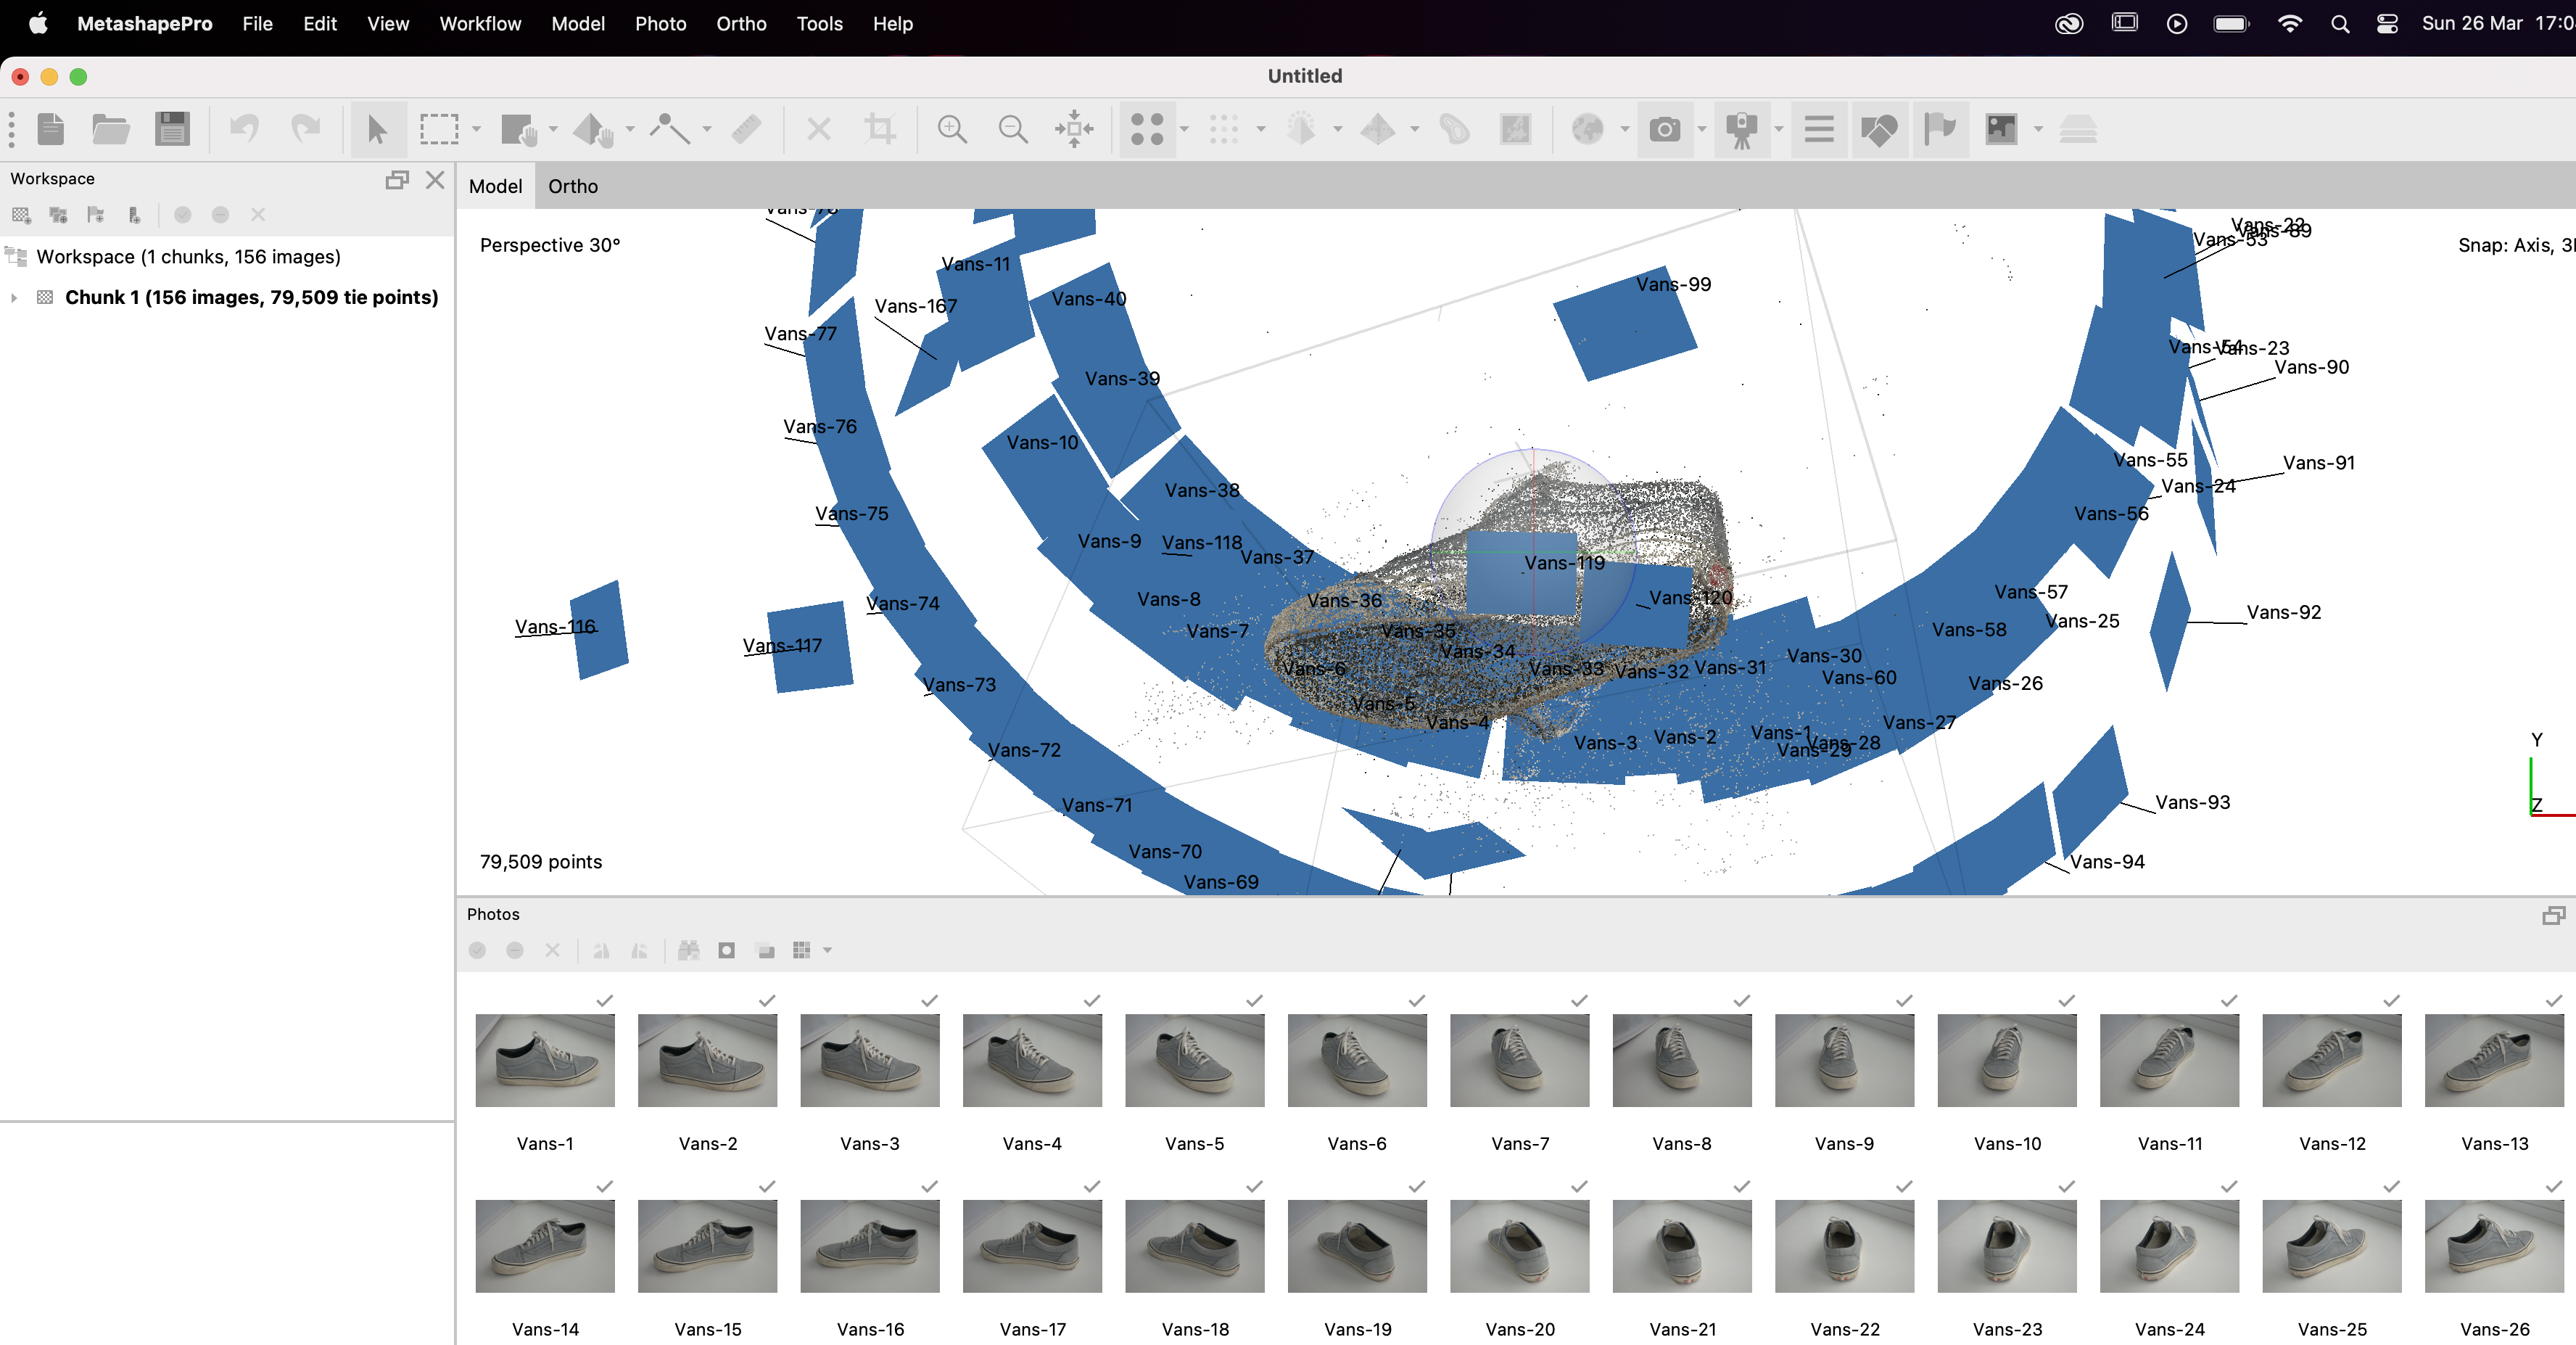 MetashapePro File Edit View Workflow Model Photo Ortho Tools Help Sun 26 Mar
Untitled
Workspace
Model Ortho
Workspace (1 chunks, 156 images)
Chunk 1 (156 images, 79,509 tie points)
Perspective 30°
Snap: Axis,
Vans-22
Vans-89
Vans-53
Vans-11
Vans-99
Vans-40
Vans-167
Vans-77
Vans-54
Vans-23
Vans-90
Vans-39
Vans-76
Vans-10
Vans-55
Vans-91
Vans-38
Vans-24
Vans-75
Vans-56
Vans-9
Vans-118
Vans-37
Vans-119
Vans-57
Vans-74
Vans-8
Vans-36
Vans-120
Vans-92
Vans-116
Vans-7
Vans-35
Vans-58
Vans-25
Vans-117
Vans-34
Vans-30
Vans-6
Vans-33
Vans-32
Vans-31
Vans-60
Vans-73
Vans-26
Vans-5
Vans-4
Vans-27
Vans-3
Vans-2
Vans-1
Vans-28
Vans-29
Vans-72
Y
Z
Vans-71
Vans-93
Vans-70
Vans-94
79,509 points
Vans-69
Photos
Vans-1 Vans-2 Vans-3 Vans-4 Vans-5 Vans-6 Vans-7 Vans-8 Vans-9 Vans-10 Vans-11 Vans-12 Vans-13
Vans-14 Vans-15 Vans-16 Vans-17 Vans-18 Vans-19 Vans-20 Vans-21 Vans-22 Vans-23 Vans-24 Vans-25 Vans-26